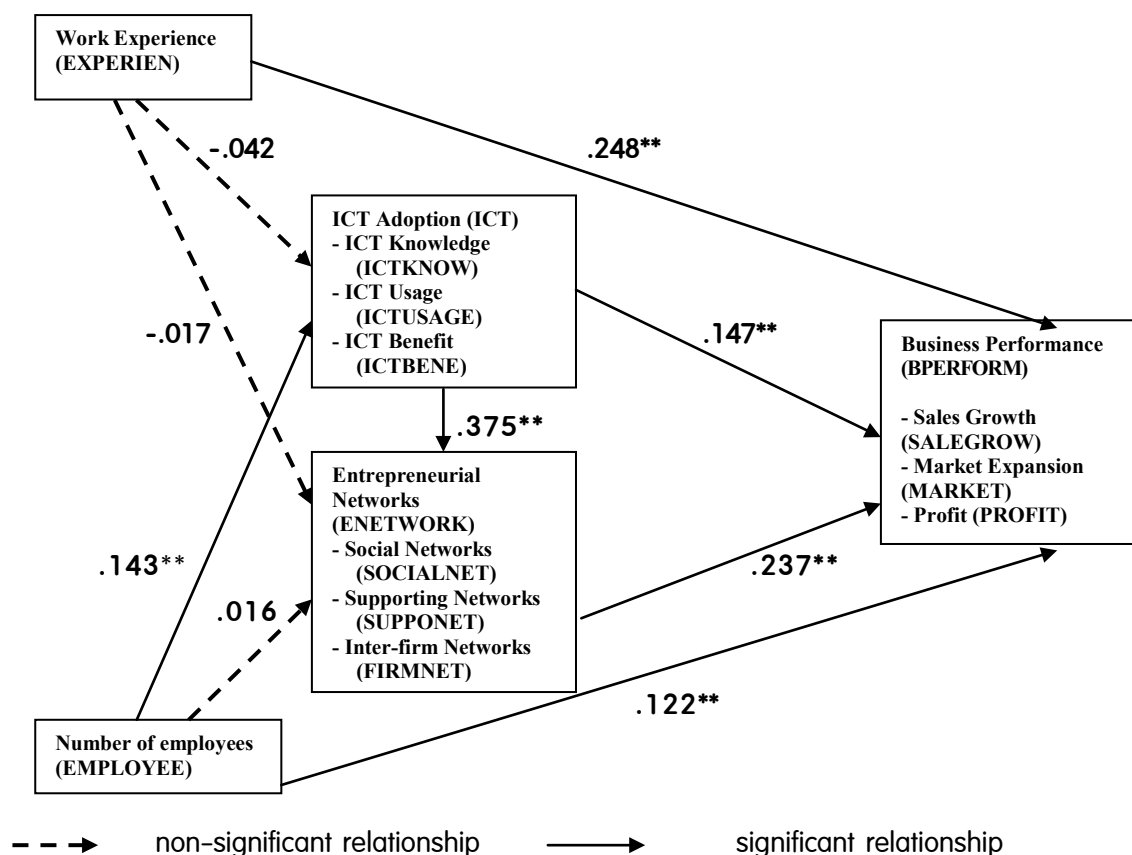 Work Experience
(EXPERIEN)
-.042
.248**
ICT Adoption (ICT)
- ICT Knowledge
(ICTKNOW)
- ICT Usage
(ICTUSAGE)
- ICT Benefit
(ICTBENE)
-.017
.147**
Business Performance
(BPERFORM)
- Sales Growth
(SALEGROW)
- Market Expansion
(MARKET)
- Profit (PROFIT)
.375**
Entrepreneurial
Networks
(ENETWORK)
- Social Networks
(SOCIALNET)
- Supporting Networks
(SUPPONET)
- Inter-firm Networks
(FIRMNET)
.143**
.016
.237**
.122**
Number of employees
(EMPLOYEE)
non-significant relationship
significant relationship